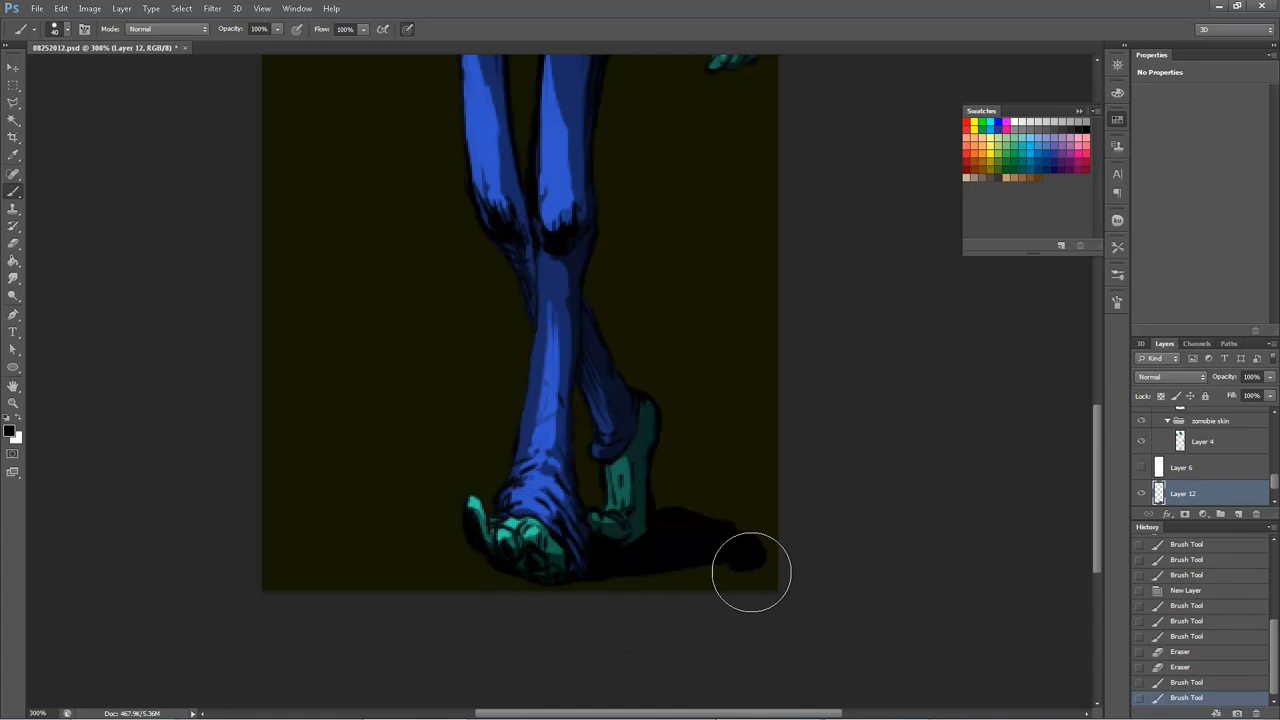 Ps File Edit Image Layer Type Select Filter 3D View Window Help
40 Mode: Normal Opacity: 100% Flow: 100% 3D
08252012.psd @ 300% (Layer 12, RGB/8) * ×
Properties
No Properties
Swatches
3D Layers Channels Paths
Kind
Normal Opacity: 100%
Lock: Fill: 100%
zomobie skin
Layer 4
Layer 6
Layer 12
fx
History
Brush Tool
Brush Tool
Brush Tool
New Layer
Brush Tool
Brush Tool
Brush Tool
Eraser
Eraser
Brush Tool
Brush Tool
300% Doc: 467.9K/5.36M